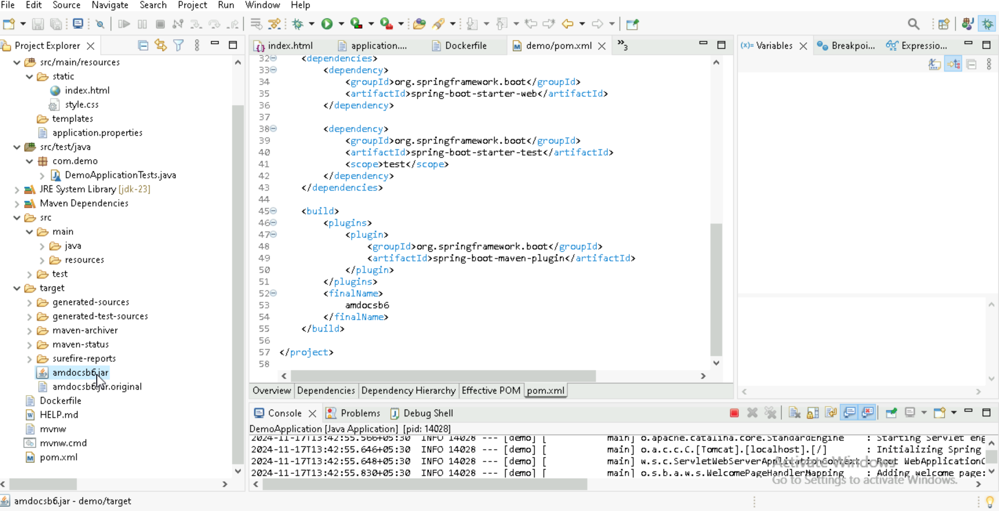 File Edit Source Navigate Search Project Run Window Help
Project Explorer
src/main/resources
static
index.html
style.css
templates
application.properties
src/test/java
com.demo
DemoApplicationTests.java
JRE System Library [jdk-23]
Maven Dependencies
src
main
java
resources
test
target
generated-sources
generated-test-sources
maven-archiver
maven-status
surefire-reports
amdocsb6.jar
amdocsb6.jar.original
Dockerfile
HELP.md
mvnw
mvnw.cmd
pom.xml
index.html application.... Dockerfile demo/pom.xml »3
32 <dependencies>
33 <dependency>
34 <groupId>org.springframework.boot</groupId>
35 <artifactId>spring-boot-starter-web</artifactId>
36 </dependency>
37
38 <dependency>
39 <groupId>org.springframework.boot</groupId>
40 <artifactId>spring-boot-starter-test</artifactId>
41 <scope>test</scope>
42 </dependency>
43 </dependencies>
44
45 <build>
46 <plugins>
47 <plugin>
48 <groupId>org.springframework.boot</groupId>
49 <artifactId>spring-boot-maven-plugin</artifactId>
50 </plugin>
51 </plugins>
52 <finalName>
53 amdocsb6
54 </finalName>
55 </build>
56
57 </project>
58
Overview Dependencies Dependency Hierarchy Effective POM pom.xml
(x)= Variables Breakpoi... Expressio...
Console Problems Debug Shell
DemoApplication [Java Application] [pid: 14028]
2024-11-17T13:42:55.566+05:30 INFO 14028 --- [demo] [ main] o.apache.catalina.core.StandardEngine : Starting Servlet eng
2024-11-17T13:42:55.646+05:30 INFO 14028 --- [demo] [ main] o.a.c.c.C.[Tomcat].[localhost].[/] : Initializing Spring
2024-11-17T13:42:55.648+05:30 INFO 14028 --- [demo] [ main] w.s.c.ServletWebServerApplicationContext : Root WebApplicationC
2024-11-17T13:42:55.830+05:30 INFO 14028 --- [demo] [ main] o.s.b.a.w.s.WelcomePageHandlerMapping : Adding welcome page:
Activate Windows
Go to Settings to activate Windows.
amdocsb6.jar - demo/target